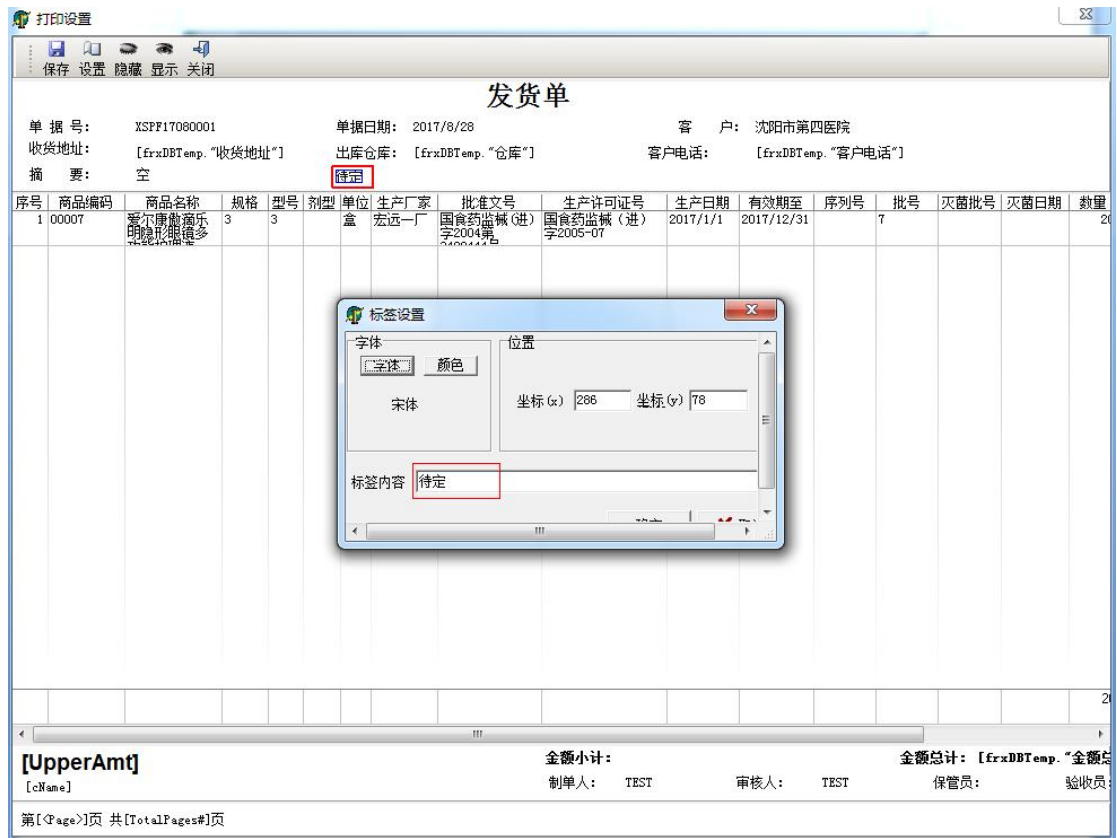 打印设置
保存 设置 隐藏 显示 关闭
发货单
单 据 号: XSPF17080001 单据日期: 2017/8/28 客 户: 沈阳市第四医院
收货地址: [frxDBTemp."收货地址"] 出库仓库: [frxDBTemp."仓库"] 客户电话: [frxDBTemp."客户电话"]
摘 要: 空 待定
序号 商品编码 商品名称 规格 型号 剂型 单位 生产厂家 批准文号 生产许可证号 生产日期 有效期至 序列号 批号 灭菌批号 灭菌日期 数量
1 00007 爱尔康傲滴乐 3 3 盒 宏远一厂 国食药监械(进) 国食药监械（进） 2017/1/1 2017/12/31 7 20
明隐形眼镜多 字2004第 字2005-07
标签设置
字体 位置
字体 颜色
宋体 坐标(x) 286 坐标(y) 78
标签内容 待定
20
[UpperAmt] 金额小计: 金额总计: [frxDBTemp."金额总
[cName] 制单人: TEST 审核人: TEST 保管员: 验收员:
第[<Page>]页 共[TotalPages#]页